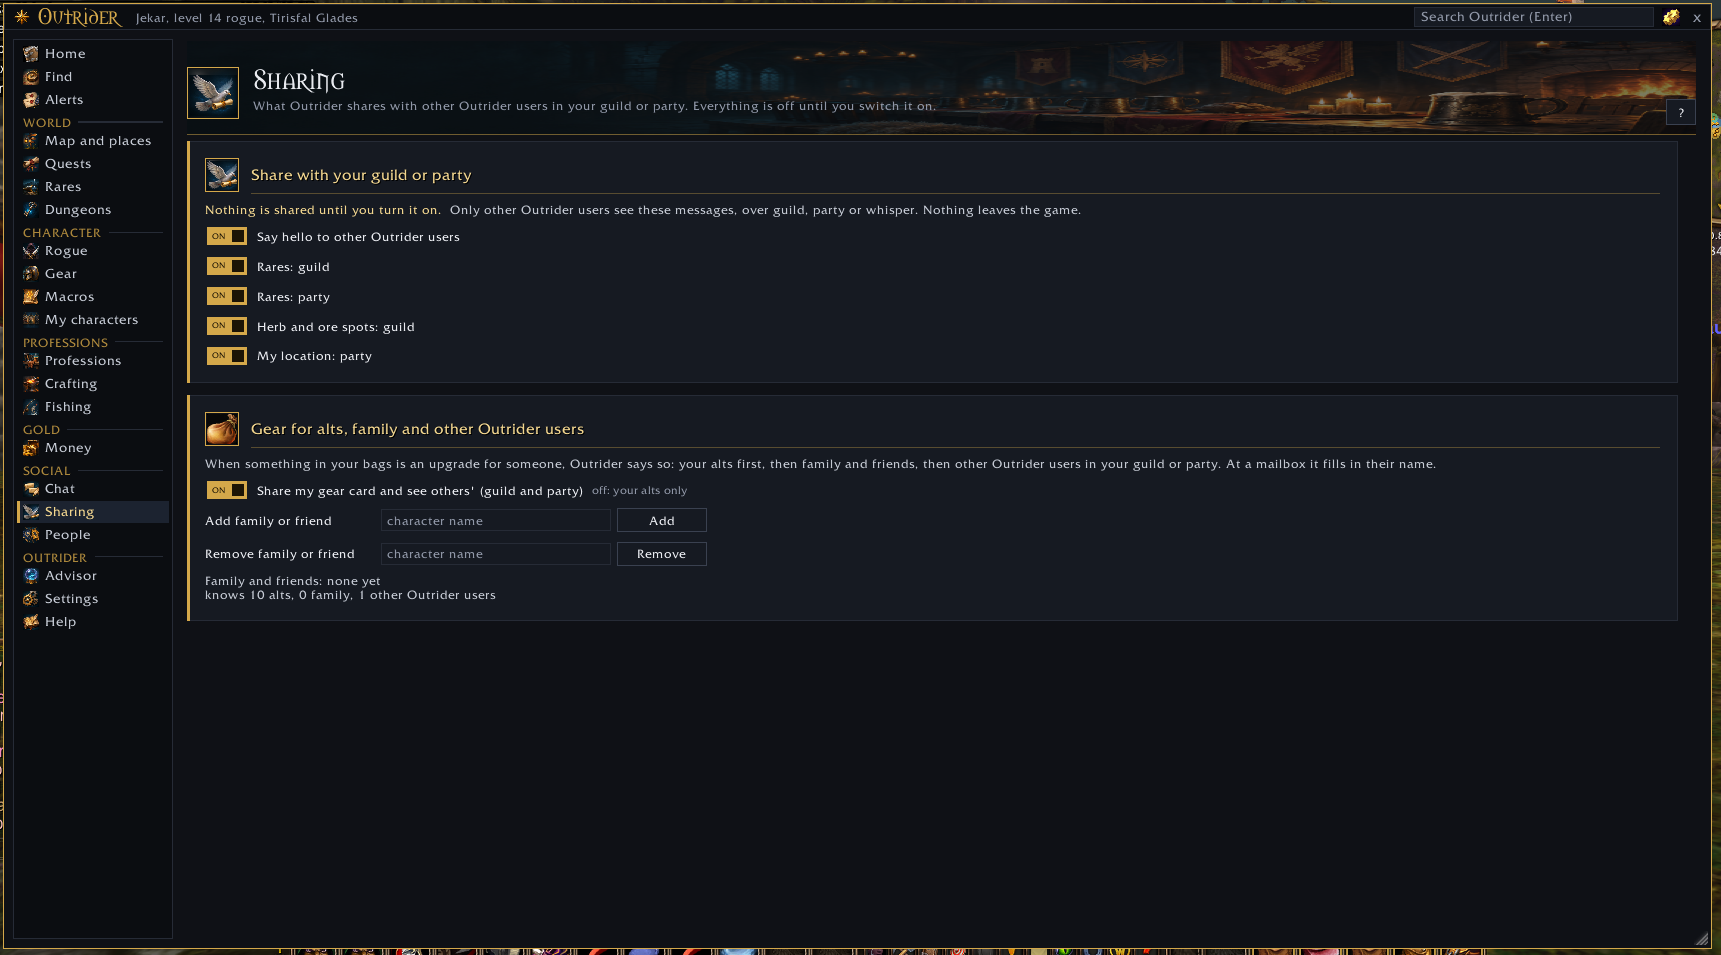 OUTRIDER Jekar, level 14 rogue, Tirisfal Glades
Search Outrider (Enter)
x
Home
Find
Alerts
WORLD
Map and places
Quests
Rares
Dungeons
CHARACTER
Rogue
Gear
Macros
My characters
PROFESSIONS
Professions
Crafting
Fishing
GOLD
Money
SOCIAL
Chat
Sharing
People
OUTRIDER
Advisor
Settings
Help
Sharing
What Outrider shares with other Outrider users in your guild or party. Everything is off until you switch it on.
?
Share with your guild or party
Nothing is shared until you turn it on. Only other Outrider users see these messages, over guild, party or whisper. Nothing leaves the game.
ON Say hello to other Outrider users
ON Rares: guild
ON Rares: party
ON Herb and ore spots: guild
ON My location: party
Gear for alts, family and other Outrider users
When something in your bags is an upgrade for someone, Outrider says so: your alts first, then family and friends, then other Outrider users in your guild or party. At a mailbox it fills in their name.
ON Share my gear card and see others' (guild and party) off: your alts only
Add family or friend character name Add
Remove family or friend character name Remove
Family and friends: none yet
knows 10 alts, 0 family, 1 other Outrider users